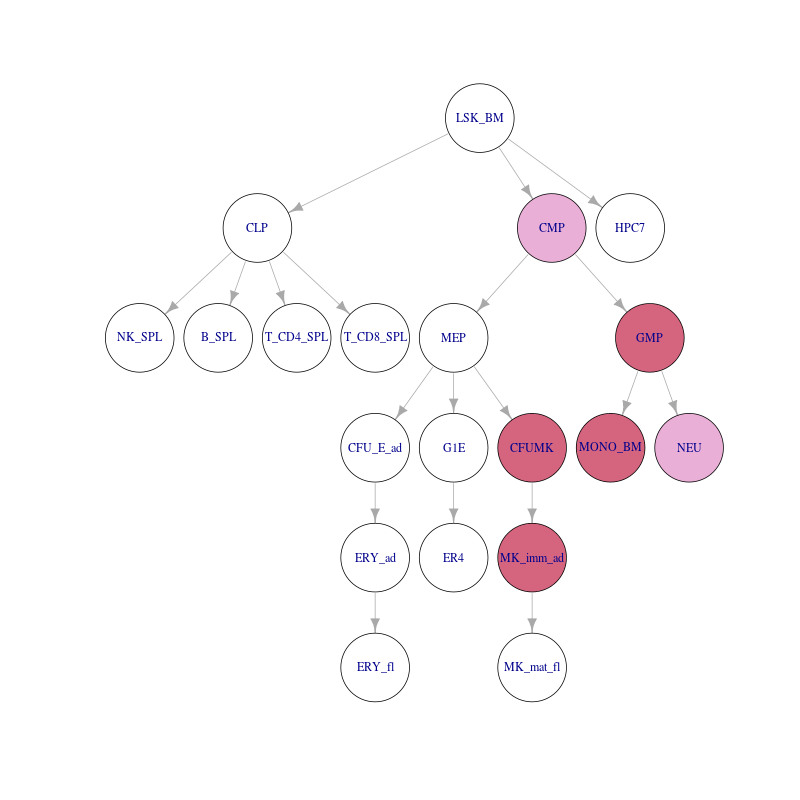 LSK_BM
CLP
CMP
HPC7
NK_SPL
B_SPL
T_CD4_SPL
T_CD8_SPL
MEP
GMP
CFU_E_ad
G1E
CFUMK
MONO_BM
NEU
ERY_ad
ER4
MK_imm_ad
ERY_fl
MK_mat_fl